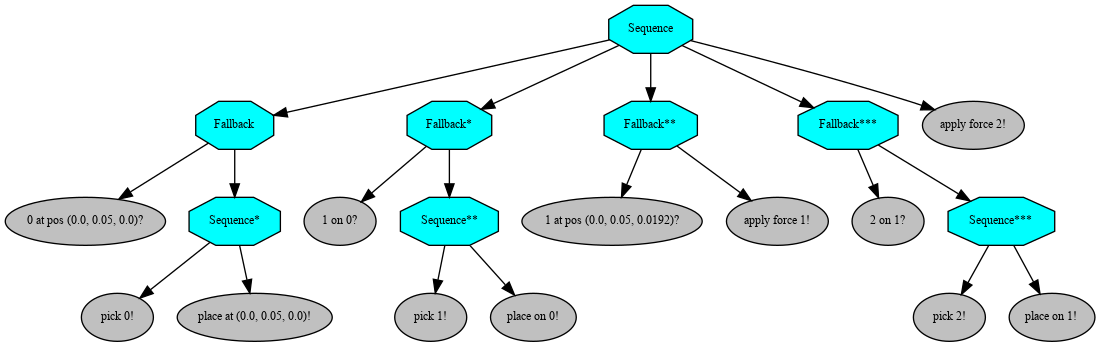 Sequence
Fallback
Fallback*
Fallback**
Fallback***
apply force 2!
0 at pos (0.0, 0.05, 0.0)?
Sequence*
1 on 0?
Sequence**
1 at pos (0.0, 0.05, 0.0192)?
apply force 1!
2 on 1?
Sequence***
pick 0!
place at (0.0, 0.05, 0.0)!
pick 1!
place on 0!
pick 2!
place on 1!